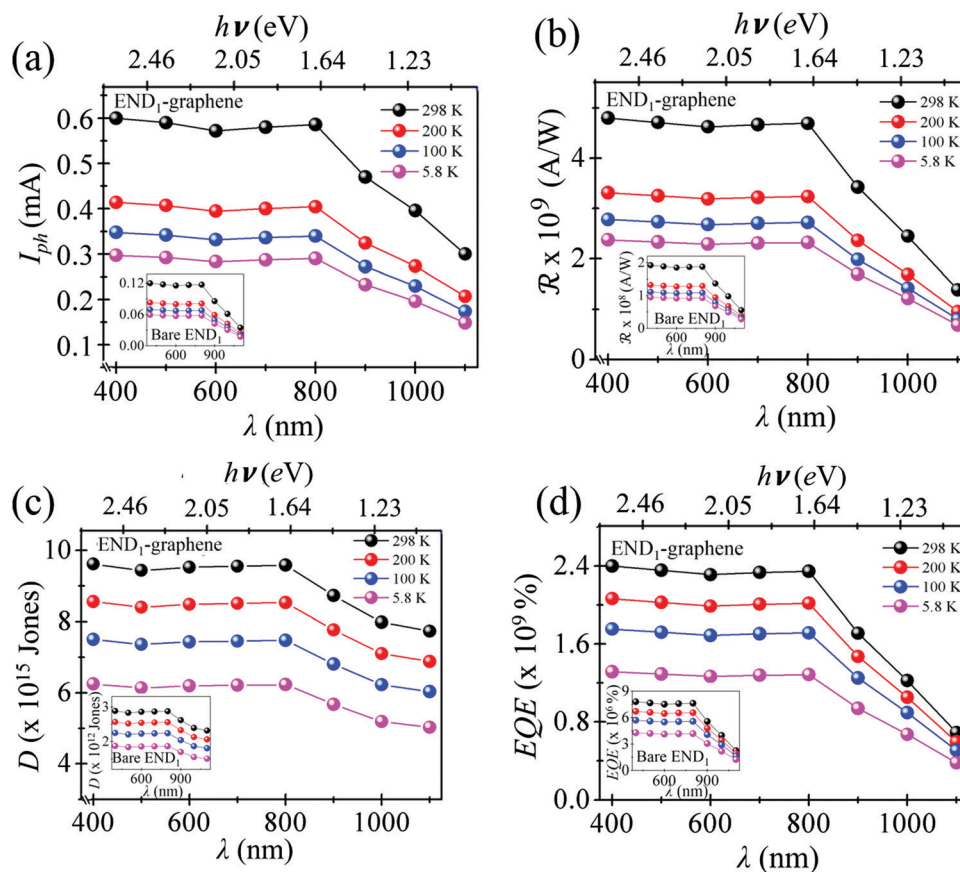 (a)
hν (eV)
2.46 2.05 1.64 1.23
END₁-graphene
298 K
200 K
100 K
5.8 K
I_ph (mA)
0.6
0.5
0.4
0.3
0.2
0.1
0.12
0.06
0.00
Bare END₁
600 900
λ (nm)
400 600 800 1000
λ (nm)
(b)
hν (eV)
2.46 2.05 1.64 1.23
END₁-graphene
298 K
200 K
100 K
5.8 K
ℛ x 10⁹ (A/W)
4
2
0
ℛ x 10⁸ (A/W)
2
1
0
Bare END₁
600 900
λ (nm)
400 600 800 1000
λ (nm)
(c)
hν (eV)
2.46 2.05 1.64 1.23
END₁-graphene
298 K
200 K
100 K
5.8 K
D (x 10¹⁵ Jones)
10
8
6
4
D (x 10¹² Jones)
3
2
Bare END₁
600 900
λ (nm)
400 600 800 1000
λ (nm)
(d)
hν (eV)
2.46 2.05 1.64 1.23
END₁-graphene
298 K
200 K
100 K
5.8 K
EQE (x 10⁹ %)
2.4
1.6
0.8
0.0
EQE (x 10⁶ %)
9
6
3
0
Bare END₁
600 900
λ (nm)
400 600 800 1000
λ (nm)